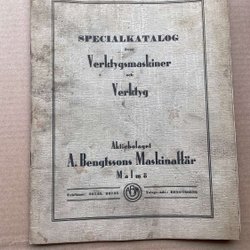 SPECIALKATALOG
över
Verktygsmaskiner
och
Verktyg
Aktiebolaget
A. Bengtssons Maskinaffär
Malmö